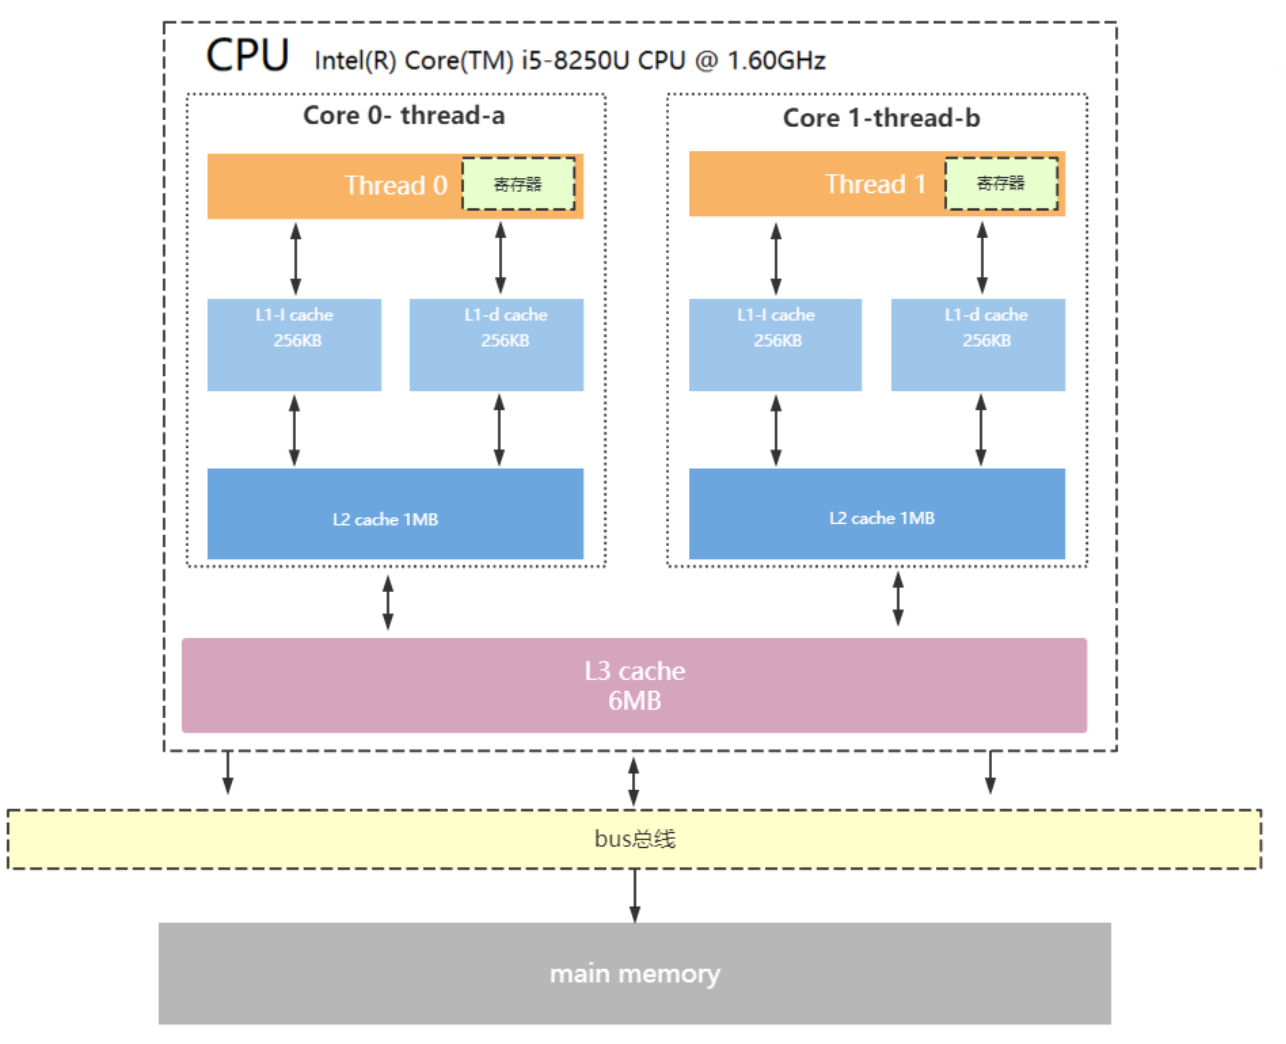 CPU Intel(R) Core(TM) i5-8250U CPU @ 1.60GHz
Core 0- thread-a
Thread 0
寄存器
L1-I cache
256KB
L1-d cache
256KB
L2 cache 1MB
Core 1-thread-b
Thread 1
寄存器
L1-I cache
256KB
L1-d cache
256KB
L2 cache 1MB
L3 cache
6MB
bus总线
main memory